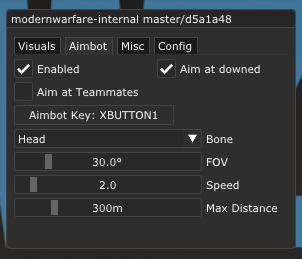 modernwarfare-internal master/d5a1a48
Visuals Aimbot Misc Config
Enabled Aim at downed
Aim at Teammates
Aimbot Key: XBUTTON1
Head Bone
30.0° FOV
2.0 Speed
300m Max Distance